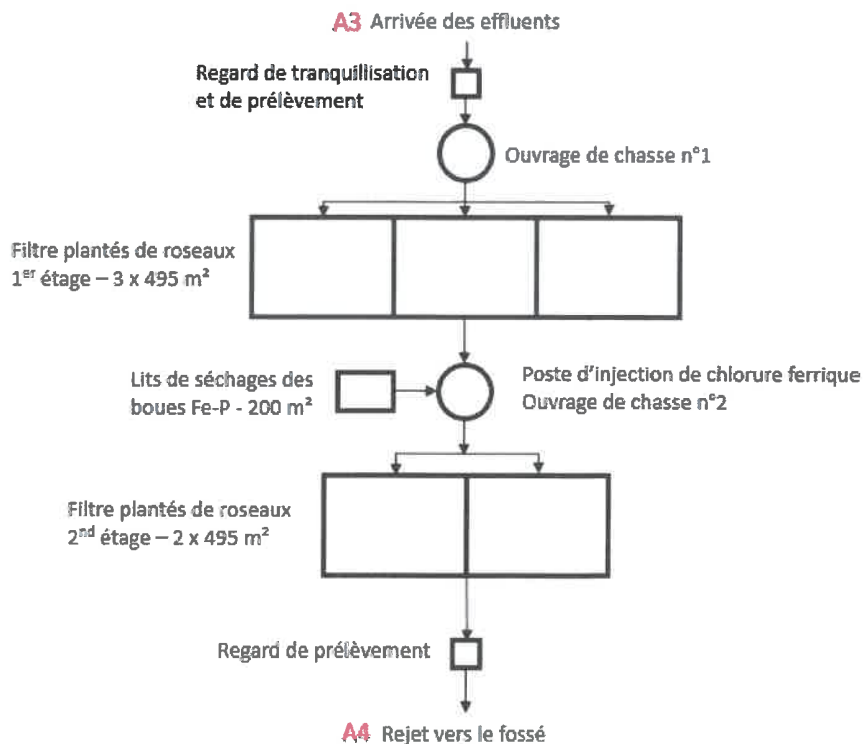 A3 Arrivée des effluents
Regard de tranquillisation
et de prélèvement
Ouvrage de chasse n°1
Filtre plantés de roseaux
1er étage – 3 x 495 m²
Lits de séchages des
boues Fe-P - 200 m²
Poste d'injection de chlorure ferrique
Ouvrage de chasse n°2
Filtre plantés de roseaux
2nd étage – 2 x 495 m²
Regard de prélèvement
A4 Rejet vers le fossé